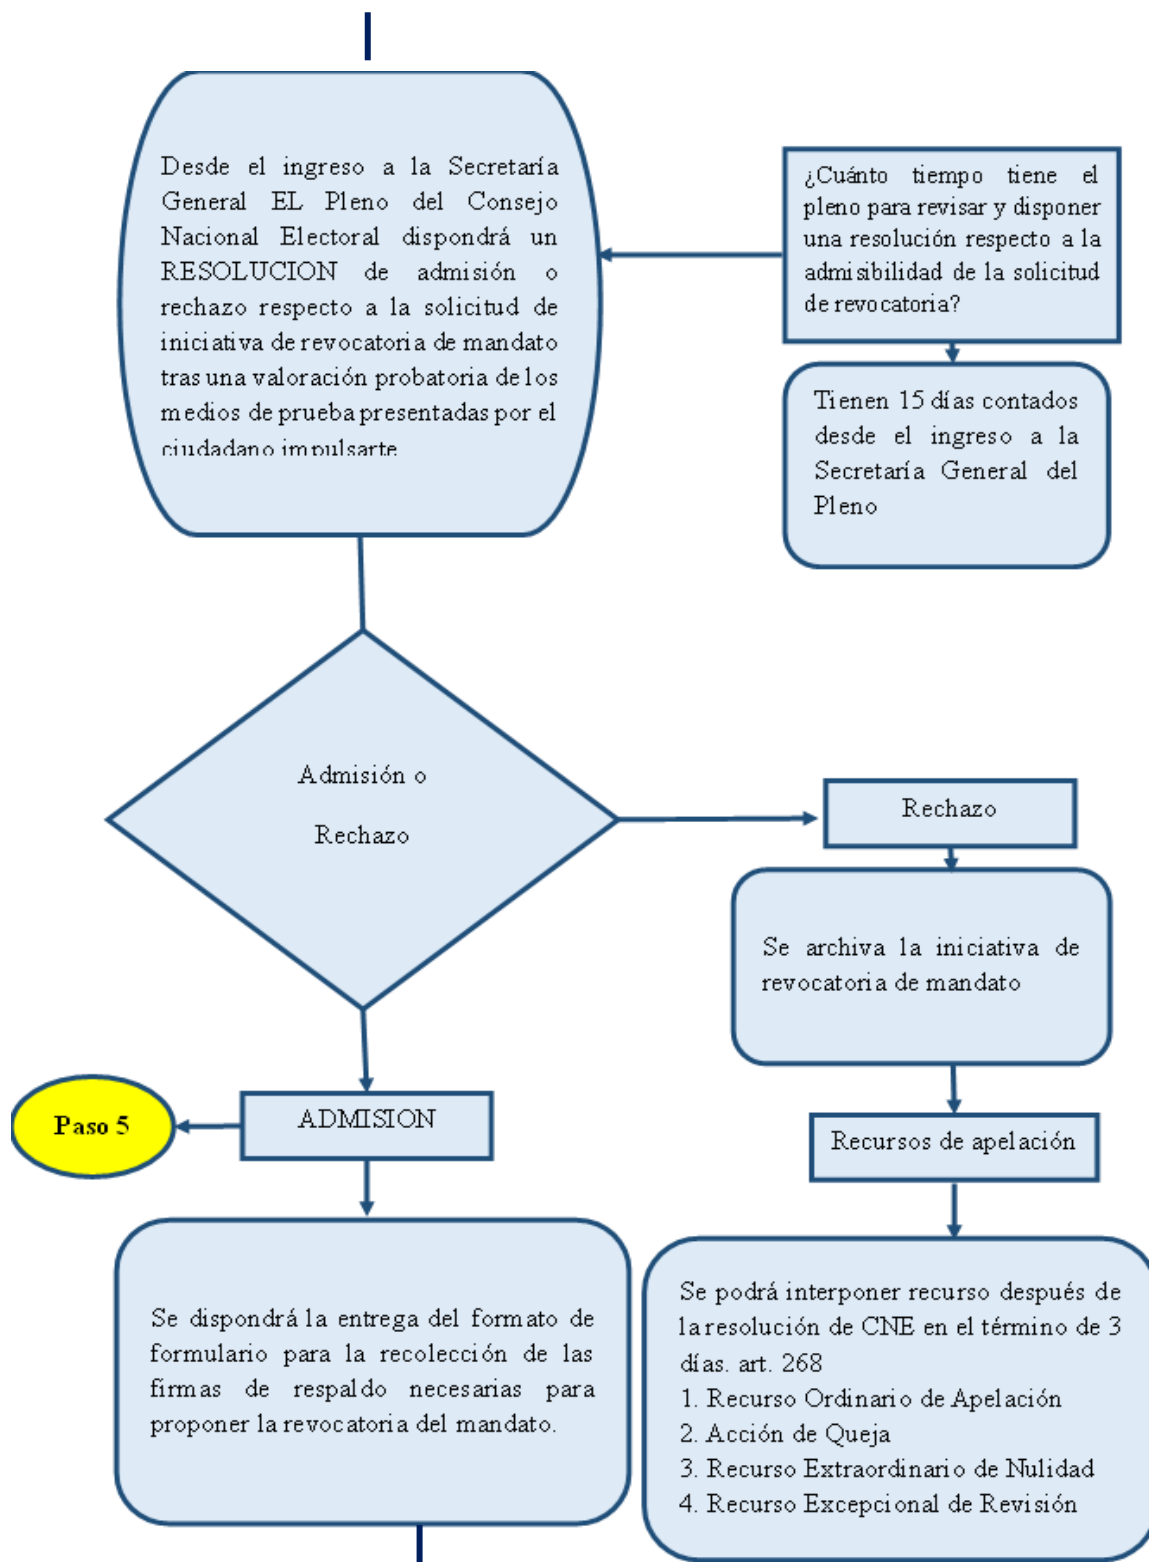 Desde el ingreso a la Secretaría
General EL Pleno del Consejo
Nacional Electoral dispondrá un
RESOLUCION de admisión o
rechazo respecto a la solicitud de
iniciativa de revocatoria de mandato
tras una valoración probatoria de los
medios de prueba presentadas por el
ciudadano impulsarte
¿Cuánto tiempo tiene el
pleno para revisar y disponer
una resolución respecto a la
admisibilidad de la solicitud
de revocatoria?
Tienen 15 días contados
desde el ingreso a la
Secretaría General del
Pleno
Admisión o
Rechazo
Rechazo
Se archiva la iniciativa de
revocatoria de mandato
Paso 5
ADMISION
Recursos de apelación
Se dispondrá la entrega del formato de
formulario para la recolección de las
firmas de respaldo necesarias para
proponer la revocatoria del mandato.
Se podrá interponer recurso después de
la resolución de CNE en el término de 3
días. art. 268
1. Recurso Ordinario de Apelación
2. Acción de Queja
3. Recurso Extraordinario de Nulidad
4. Recurso Excepcional de Revisión